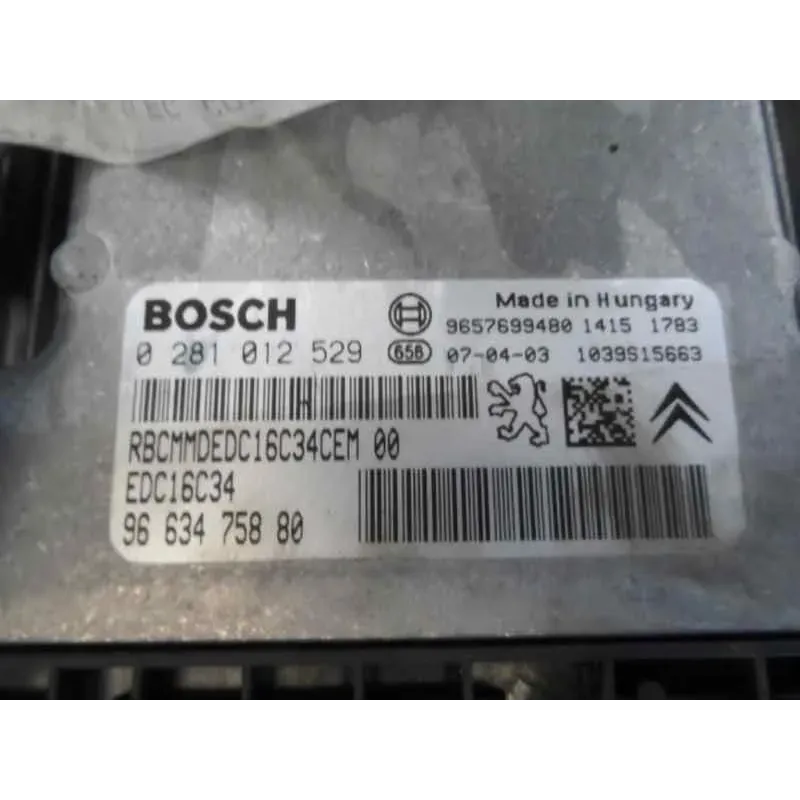 BOSCH
Made in Hungary
9657699480 1415 1783
0 281 012 529
656 07-04-03 1039S15663
RBCMMDEDC16C34CEM 00
EDC16C34
96 634 758 80